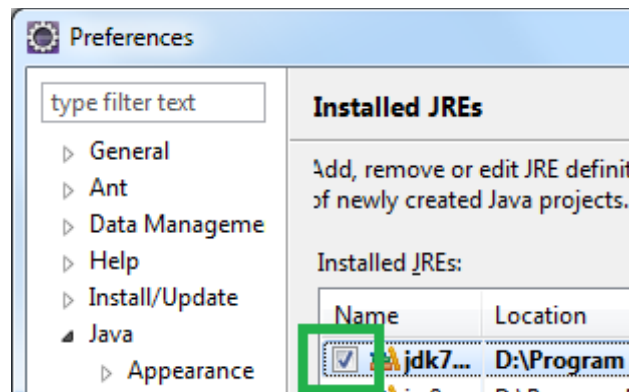 Preferences
type filter text
General
Ant
Data Manageme
Help
Install/Update
Java
Appearance
Installed JREs
Add, remove or edit JRE definit
of newly created Java projects.
Installed JREs:
Name Location
jdk7... D:\Program